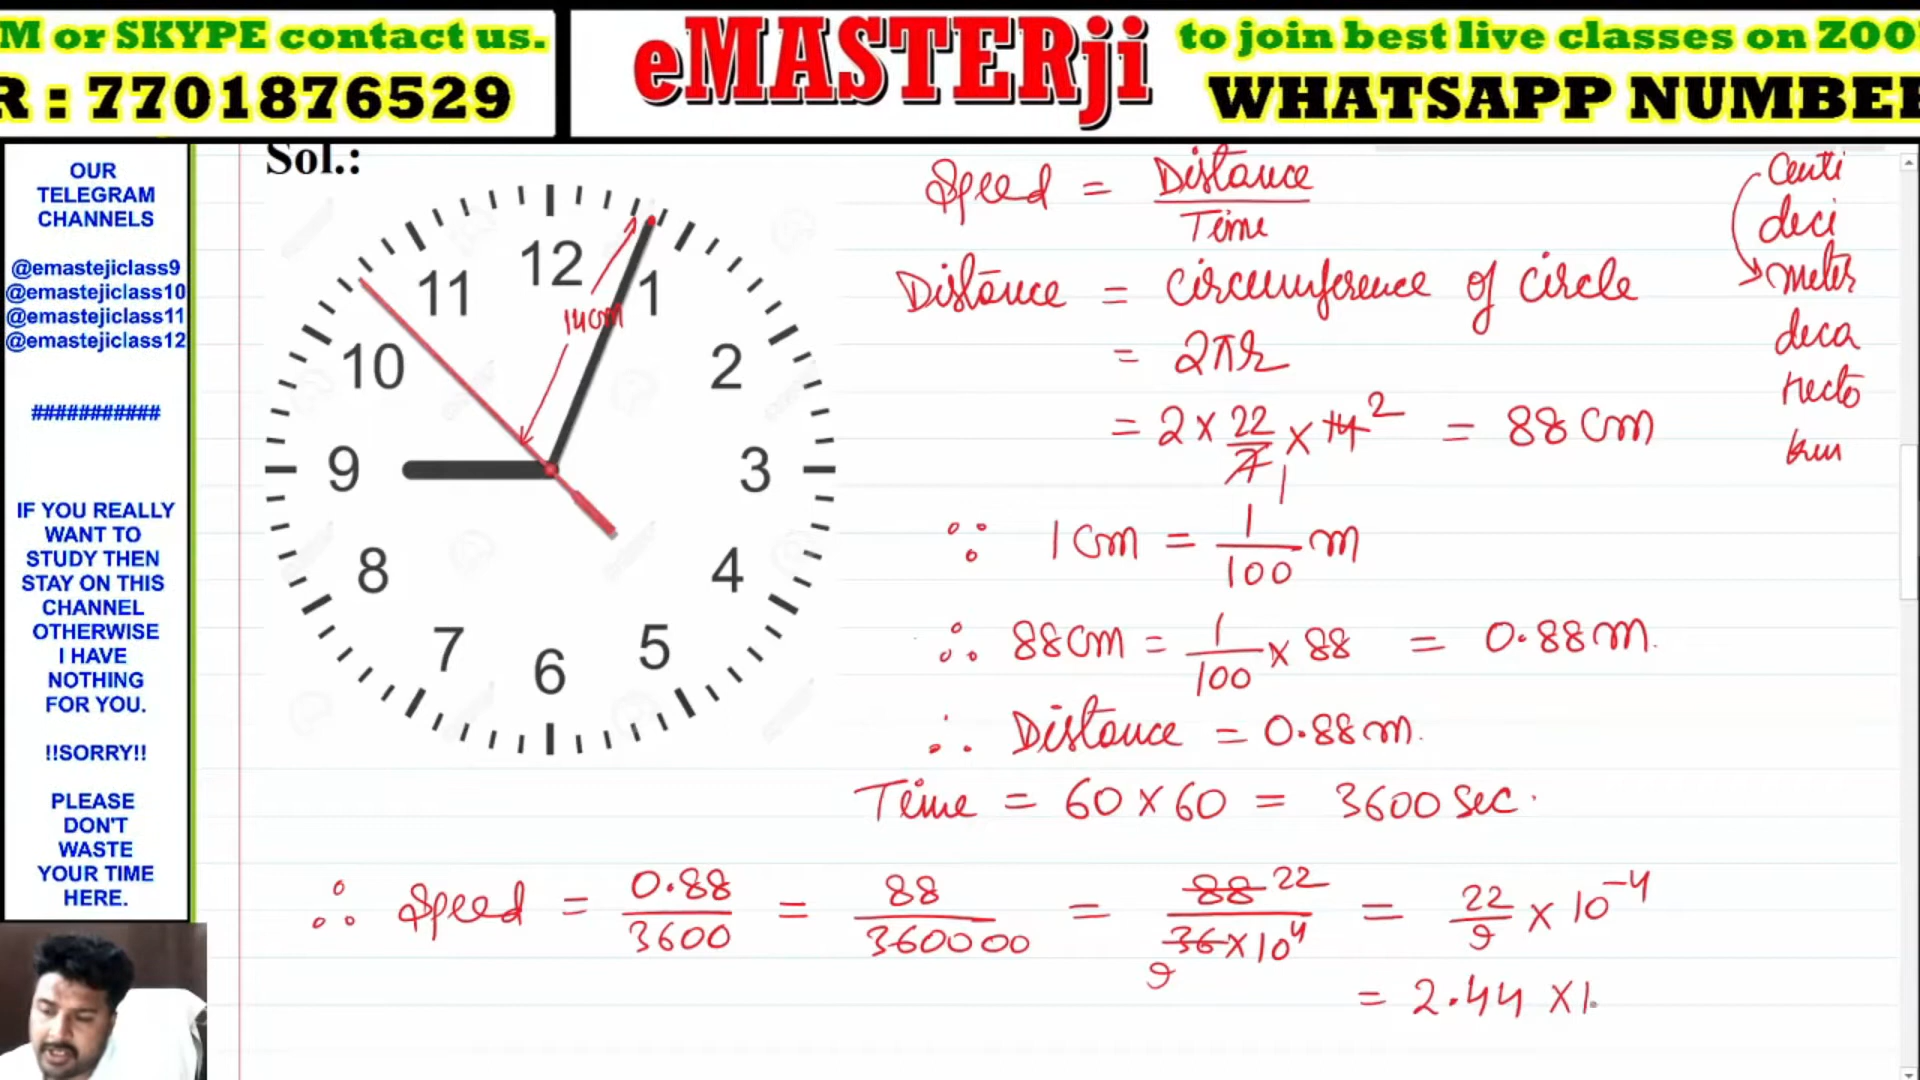 M or SKYPE contact us.
R : 7701876529
eMASTERji
to join best live classes on ZOO
WHATSAPP NUMBER
OUR
TELEGRAM
CHANNELS
@emastejiclass9
@emastejiclass10
@emastejiclass11
@emastejiclass12
###########
IF YOU REALLY
WANT TO
STUDY THEN
STAY ON THIS
CHANNEL
OTHERWISE
I HAVE
NOTHING
FOR YOU.
!!SORRY!!
PLEASE
DON'T
WASTE
YOUR TIME
HERE.
Sol.:
12
11 1
10 2
9 3
8 4
7 5
6
14cm
Speed = Distance / Time
Distance = circumference of circle
= 2πr
= 2 × 22/7 × 14 2 = 88 cm
1
∵ 1 cm = 1/100 m
∴ 88 cm = 1/100 × 88 = 0.88 m.
∴ Distance = 0.88 m.
Time = 60 × 60 = 3600 sec.
∴ Speed = 0.88/3600 = 88/360000 = 88 22/36×10⁴ 9 = 22/9 × 10⁻⁴
= 2.44 × 1
Centi
deci
meter
deca
hecto
km